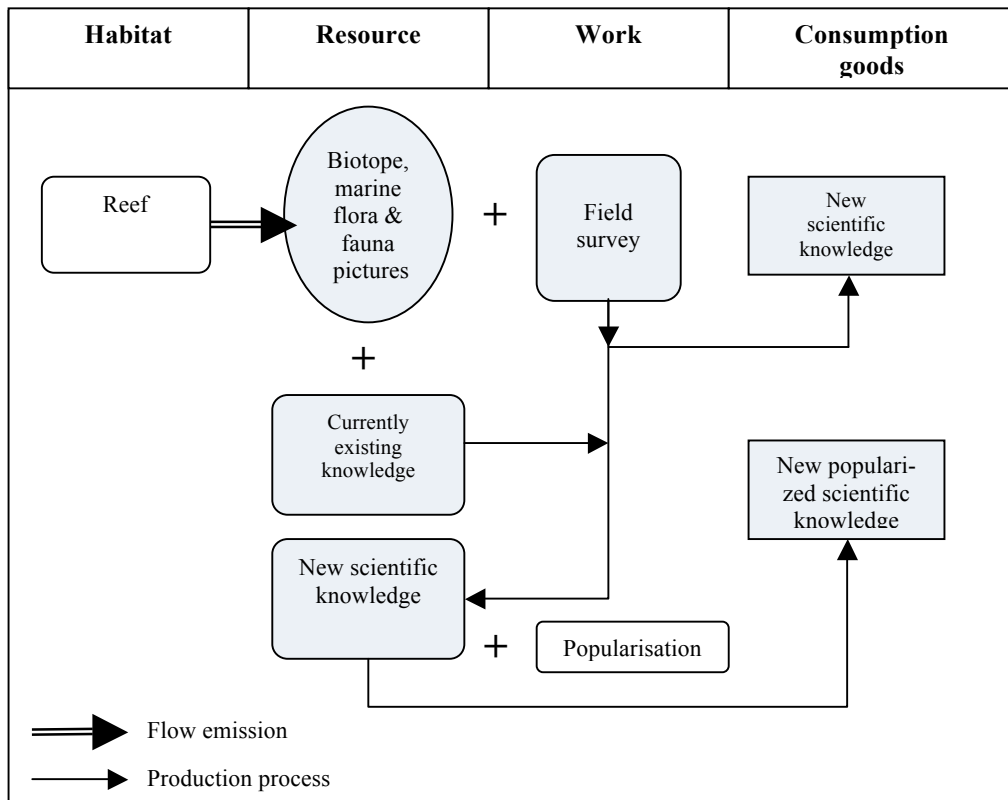 Habitat
Resource
Work
Consumption
goods
Reef
Biotope,
marine
flora &
fauna
pictures
+
Field
survey
New
scientific
knowledge
+
Currently
existing
knowledge
New populari-
zed scientific
knowledge
New scientific
knowledge
+
Popularisation
Flow emission
Production process